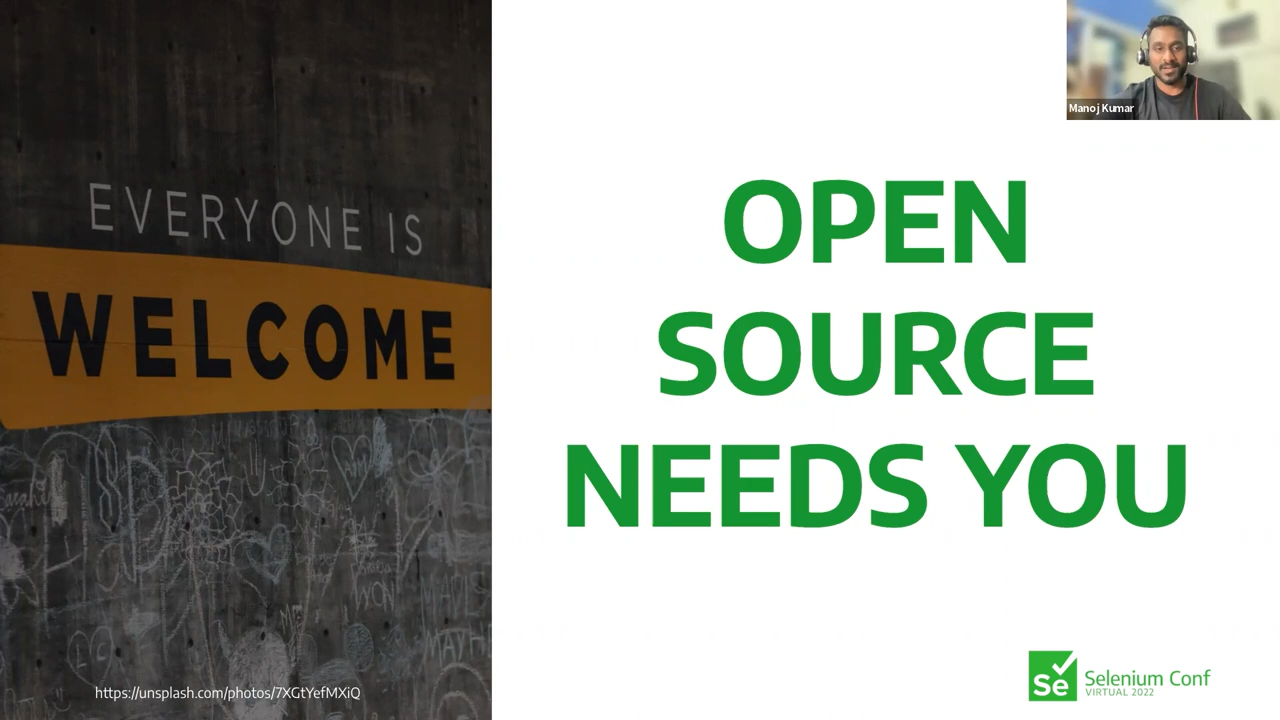 EVERYONE IS
WELCOME
WON
https://unsplash.com/photos/7XGtYefMXiQ
Manoj Kumar
OPEN
SOURCE
NEEDS YOU
Se
Selenium Conf
VIRTUAL 2022